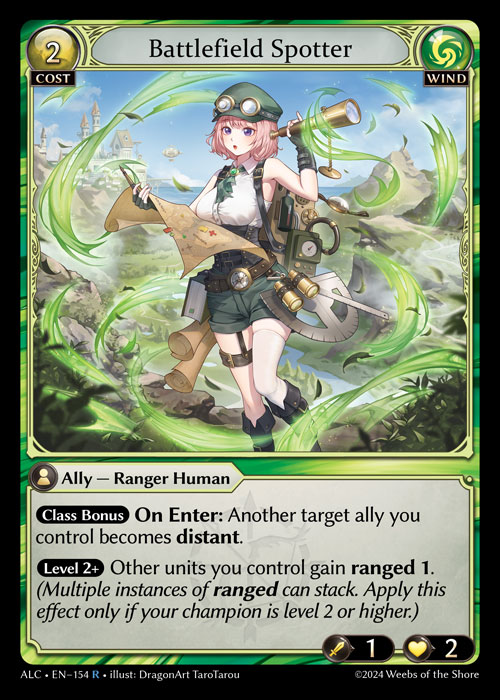 2
COST
Battlefield Spotter
WIND
Ally — Ranger Human
Class Bonus On Enter: Another target ally you
control becomes distant.
Level 2+ Other units you control gain ranged 1.
(Multiple instances of ranged can stack. Apply this
effect only if your champion is level 2 or higher.)
1
2
ALC • EN–154 R • illust: DragonArt TaroTarou
©2024 Weebs of the Shore